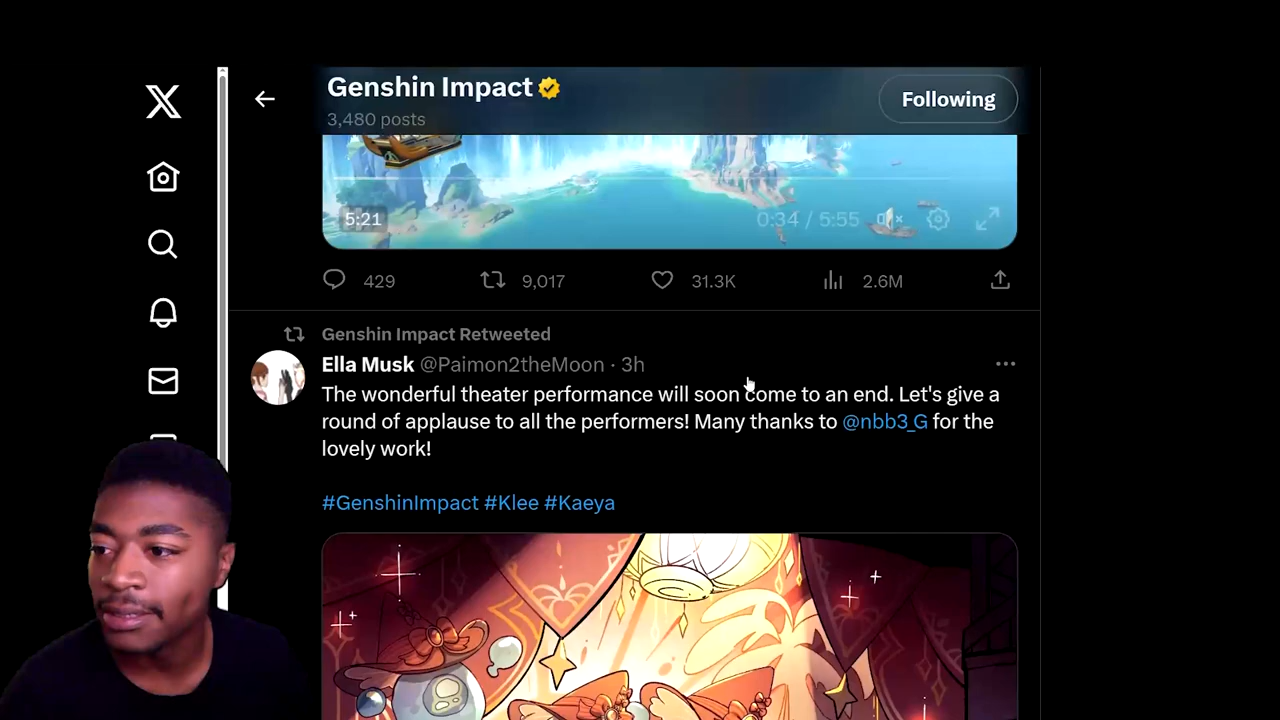 Genshin Impact
3,480 posts
Following
5:21
0:34 / 5:55
429
9,017
31.3K
2.6M
Genshin Impact Retweeted
Ella Musk @Paimon2theMoon · 3h
The wonderful theater performance will soon come to an end. Let's give a
round of applause to all the performers! Many thanks to @nbb3_G for the
lovely work!
#GenshinImpact #Klee #Kaeya